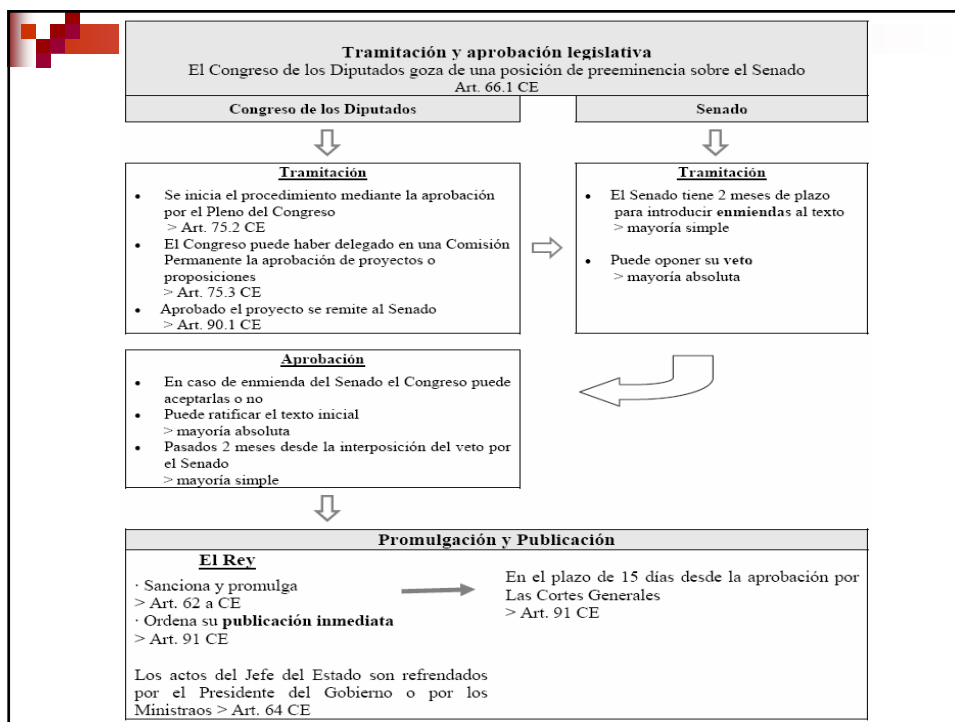 Tramitación y aprobación legislativa
El Congreso de los Diputados goza de una posición de preeminencia sobre el Senado
Art. 66.1 CE
Congreso de los Diputados
Senado
Tramitación
• Se inicia el procedimiento mediante la aprobación
por el Pleno del Congreso
> Art. 75.2 CE
• El Congreso puede haber delegado en una Comisión
Permanente la aprobación de proyectos o
proposiciones
> Art. 75.3 CE
• Aprobado el proyecto se remite al Senado
> Art. 90.1 CE
Tramitación
• El Senado tiene 2 meses de plazo
para introducir enmiendas al texto
> mayoría simple
• Puede oponer su veto
> mayoría absoluta
Aprobación
• En caso de enmienda del Senado el Congreso puede
aceptarlas o no
• Puede ratificar el texto inicial
> mayoría absoluta
• Pasados 2 meses desde la interposición del veto por
el Senado
> mayoría simple
Promulgación y Publicación
El Rey
· Sanciona y promulga
> Art. 62 a CE
· Ordena su publicación inmediata
> Art. 91 CE
Los actos del Jefe del Estado son refrendados
por el Presidente del Gobierno o por los
Ministraos > Art. 64 CE
En el plazo de 15 días desde la aprobación por
Las Cortes Generales
> Art. 91 CE